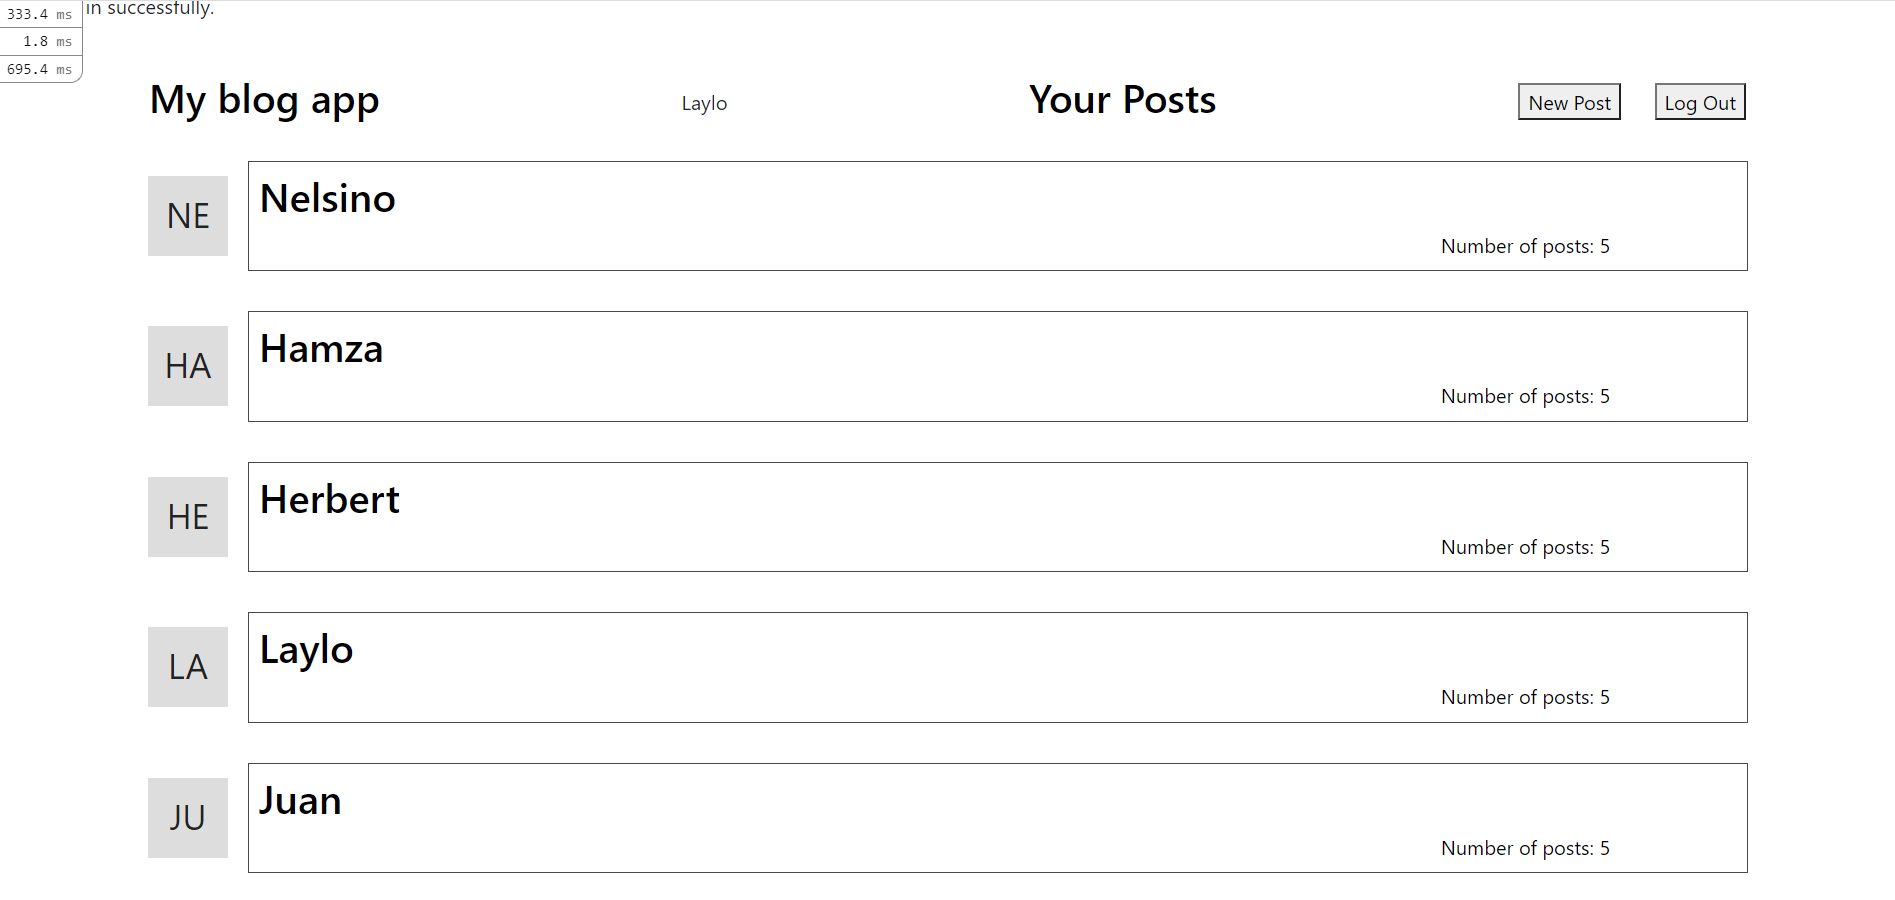 333.4 ms
in successfully.
1.8 ms
695.4 ms
My blog app
Laylo
Your Posts
New Post
Log Out
NE
Nelsino
Number of posts: 5
HA
Hamza
Number of posts: 5
HE
Herbert
Number of posts: 5
LA
Laylo
Number of posts: 5
JU
Juan
Number of posts: 5